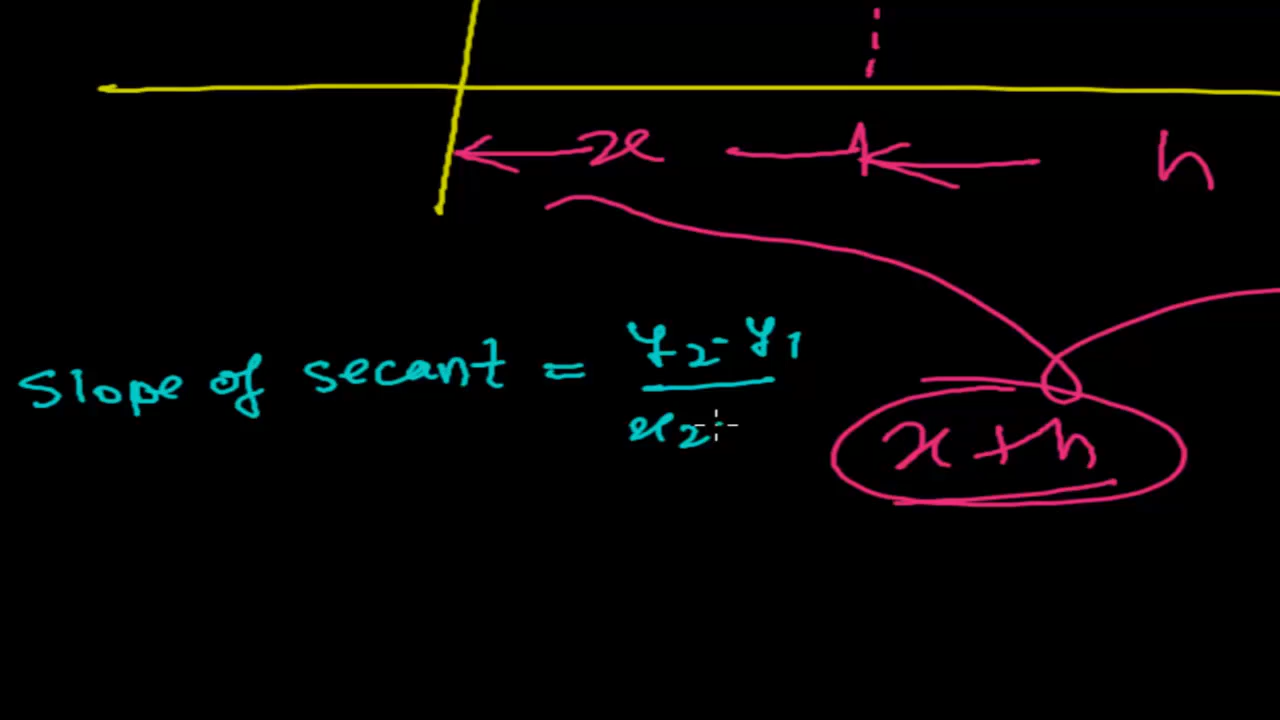 x h
Slope of secant = y₂-y₁
x₂-
x+h